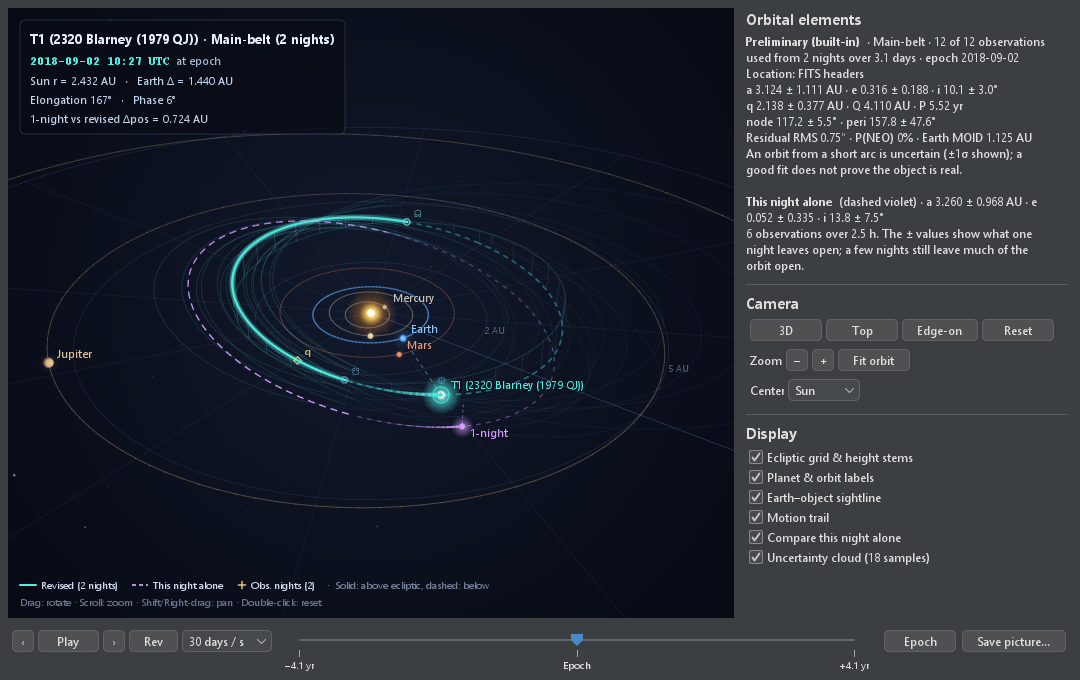 T1 (2320 Blarney (1979 QJ)) · Main-belt (2 nights)
2018-09-02 10:27 UTC at epoch
Sun r = 2.432 AU · Earth Δ = 1.440 AU
Elongation 167° · Phase 6°
1-night vs revised Δpos = 0.724 AU
☊
Mercury
Earth
2 AU
Mars
q
Jupiter
5 AU
☋
T1 (2320 Blarney (1979 QJ))
1-night
Revised (2 nights) This night alone Obs. nights (2) · Solid: above ecliptic, dashed: below
Drag: rotate · Scroll: zoom · Shift/Right-drag: pan · Double-click: reset
Orbital elements
Preliminary (built-in) · Main-belt · 12 of 12 observations
used from 2 nights over 3.1 days · epoch 2018-09-02
Location: FITS headers
a 3.124 ± 1.111 AU · e 0.316 ± 0.188 · i 10.1 ± 3.0°
q 2.138 ± 0.377 AU · Q 4.110 AU · P 5.52 yr
node 117.2 ± 5.5° · peri 157.8 ± 47.6°
Residual RMS 0.75" · P(NEO) 0% · Earth MOID 1.125 AU
An orbit from a short arc is uncertain (±1σ shown); a
good fit does not prove the object is real.
This night alone (dashed violet) · a 3.260 ± 0.968 AU · e
0.052 ± 0.335 · i 13.8 ± 7.5°
6 observations over 2.5 h. The ± values show what one
night leaves open; a few nights still leave much of the
orbit open.
Camera
3D Top Edge-on Reset
Zoom − + Fit orbit
Center Sun
Display
Ecliptic grid & height stems
Planet & orbit labels
Earth–object sightline
Motion trail
Compare this night alone
Uncertainty cloud (18 samples)
‹ Play › Rev 30 days / s
−4.1 yr Epoch +4.1 yr
Epoch Save picture...